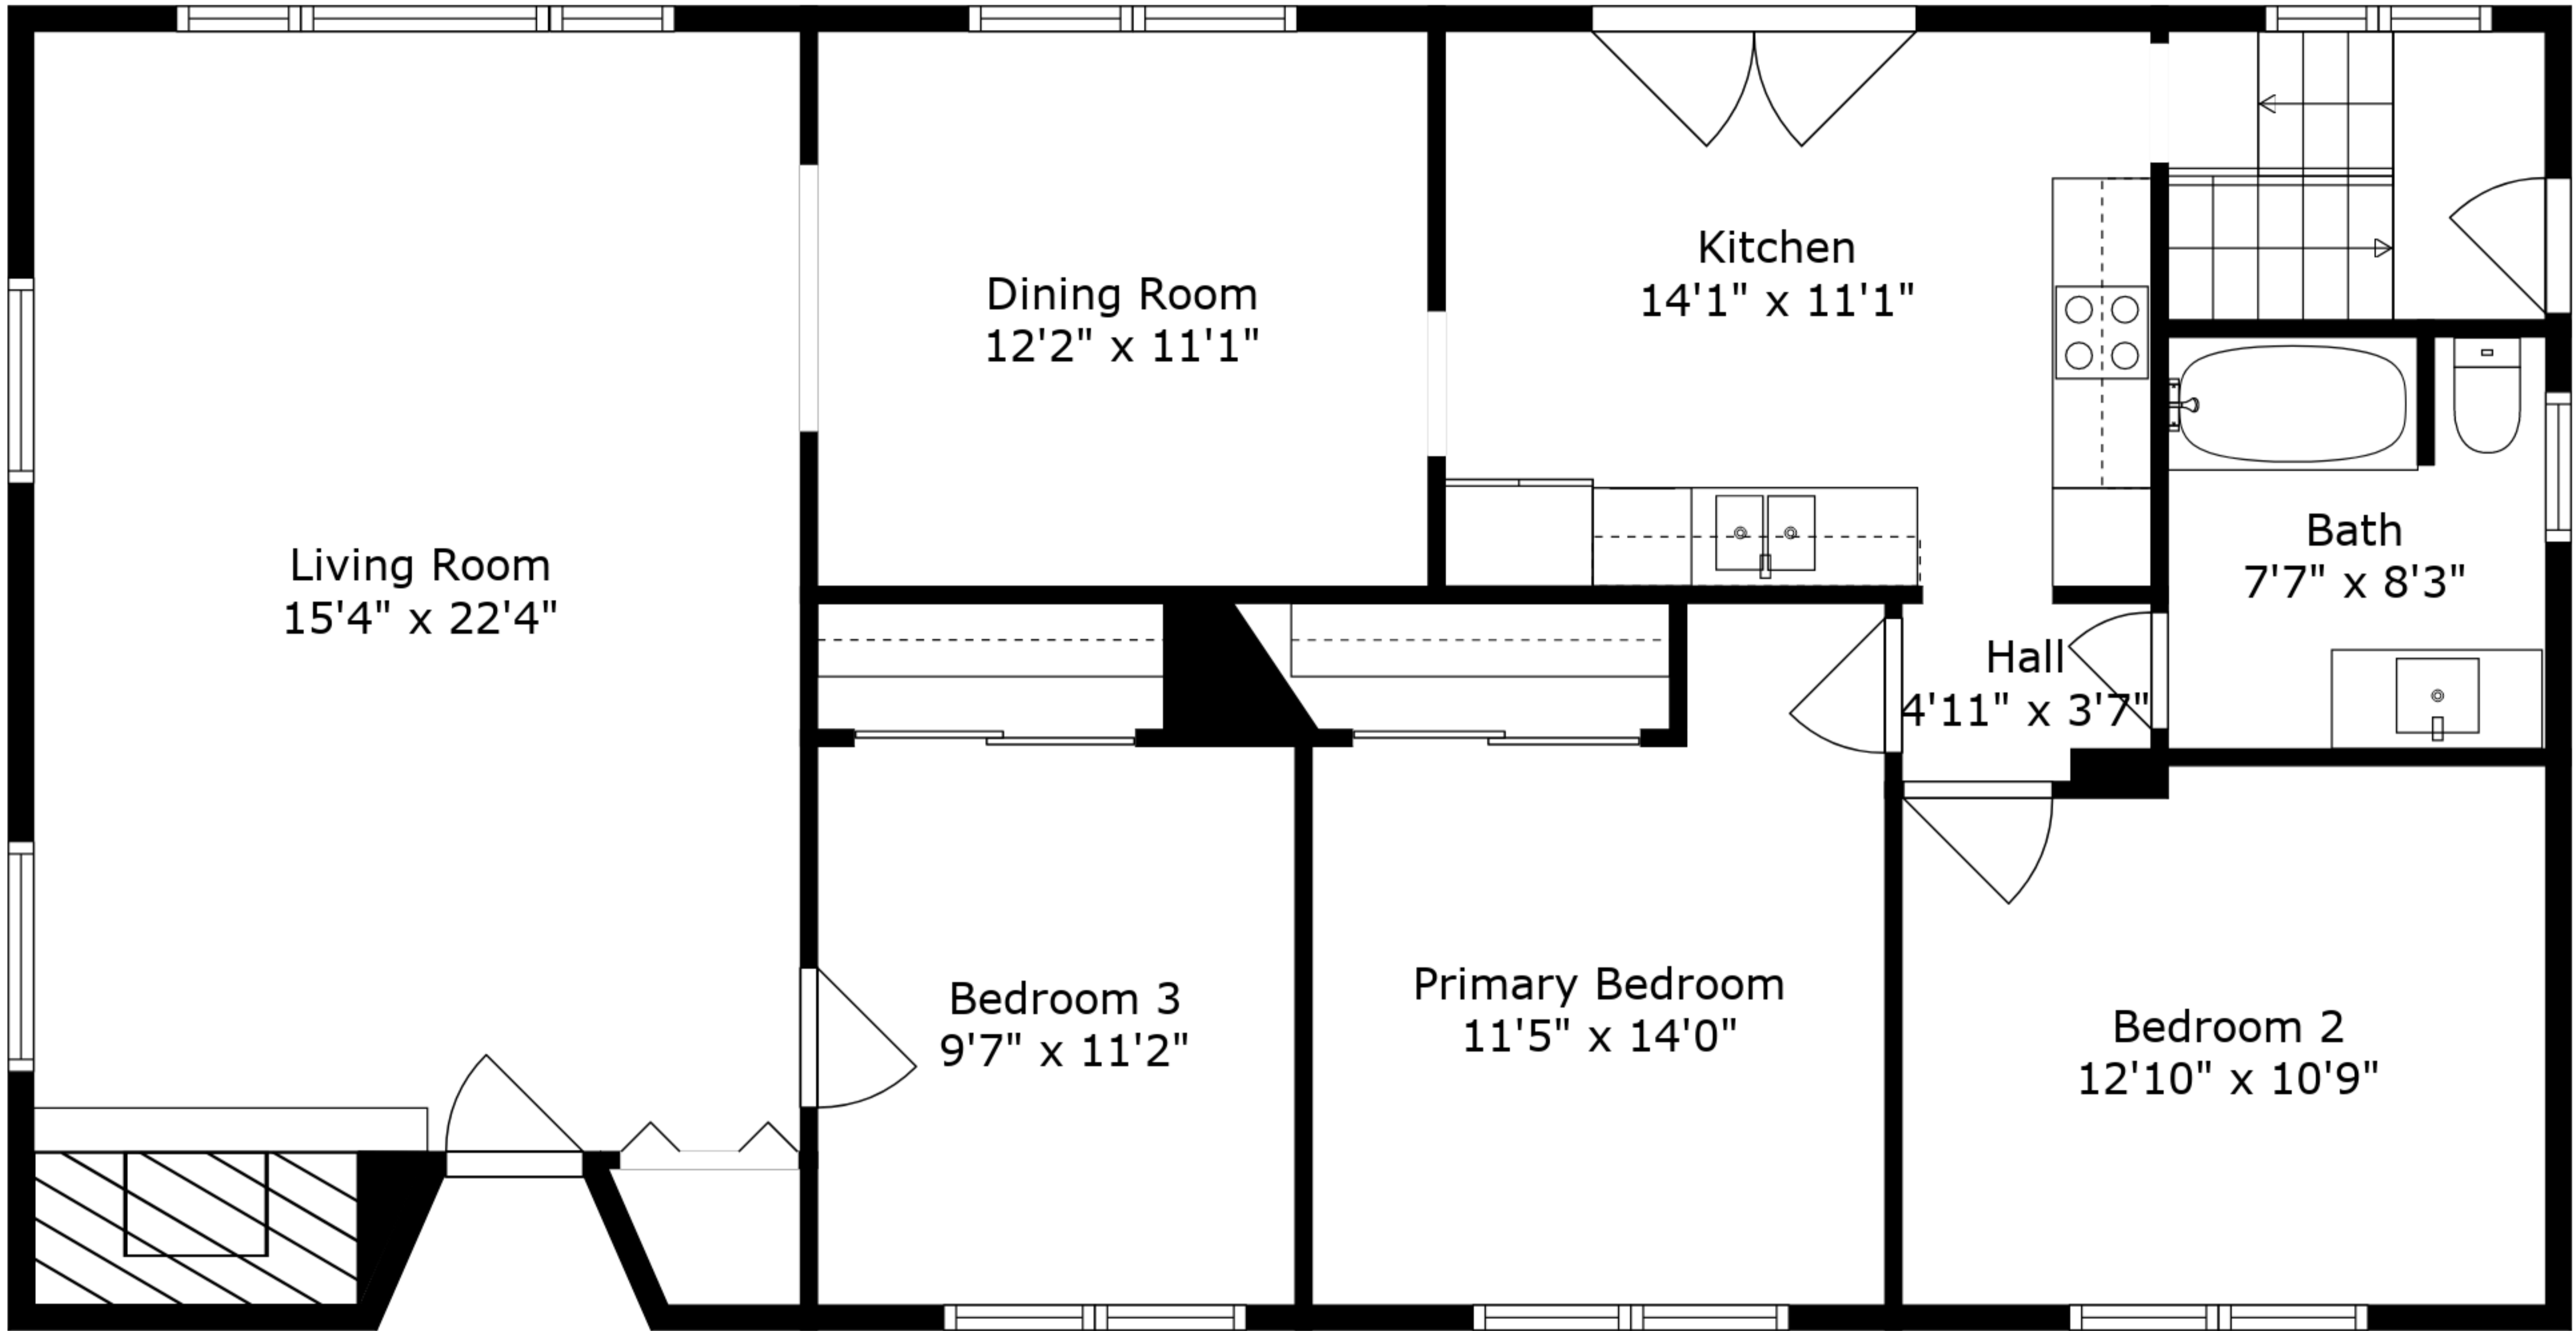 Kitchen
14'1" x 11'1"
Dining Room
12'2" x 11'1"
Living Room
15'4" x 22'4"
Bath
7'7" x 8'3"
Hall
4'11" x 3'7"
Bedroom 3
9'7" x 11'2"
Primary Bedroom
11'5" x 14'0"
Bedroom 2
12'10" x 10'9"